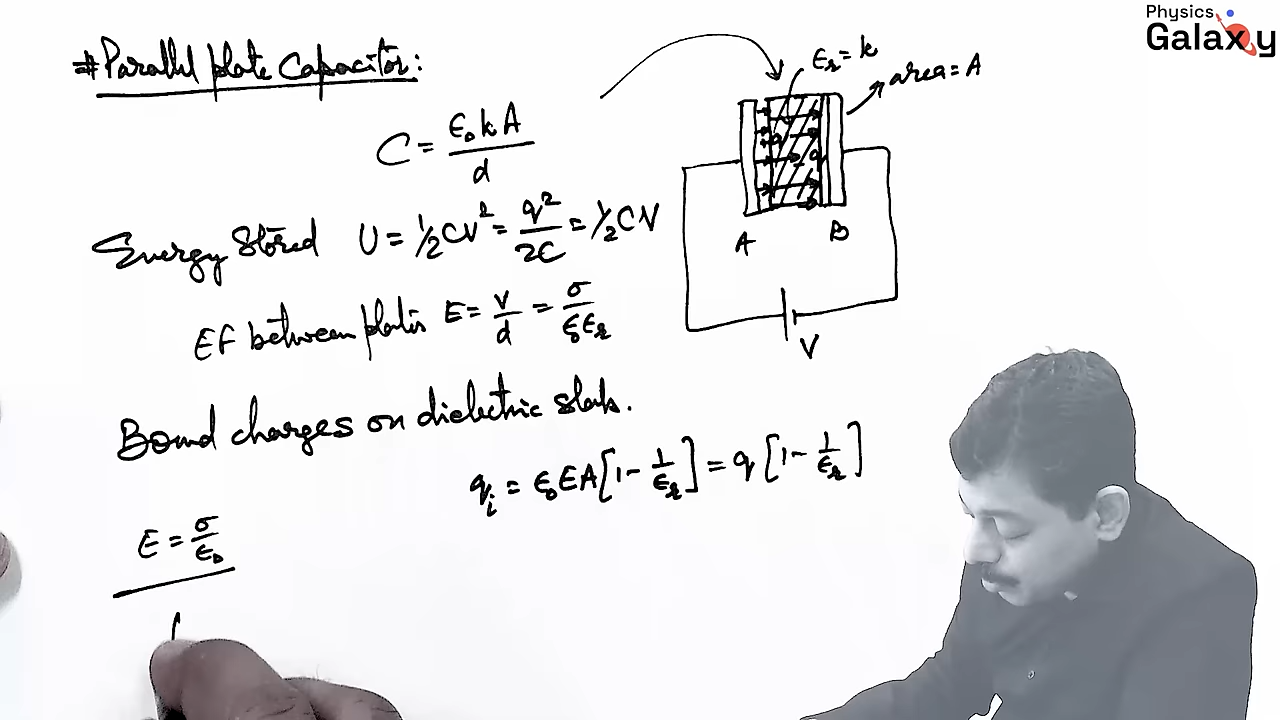 Physics
Galaxy
#Parallel plate Capacitor:
C = ε₀kA/d
εᵣ = k
area = A
Energy Stored U = ½CV² = q²/2C = ½CV
A
B
EF between plates E = V/d = σ/ε₀εᵣ
V
Bound charges on dielectric slab.
qᵢ = ε₀EA[1 - 1/εᵣ] = q[1 - 1/εᵣ]
E = σ/ε₀